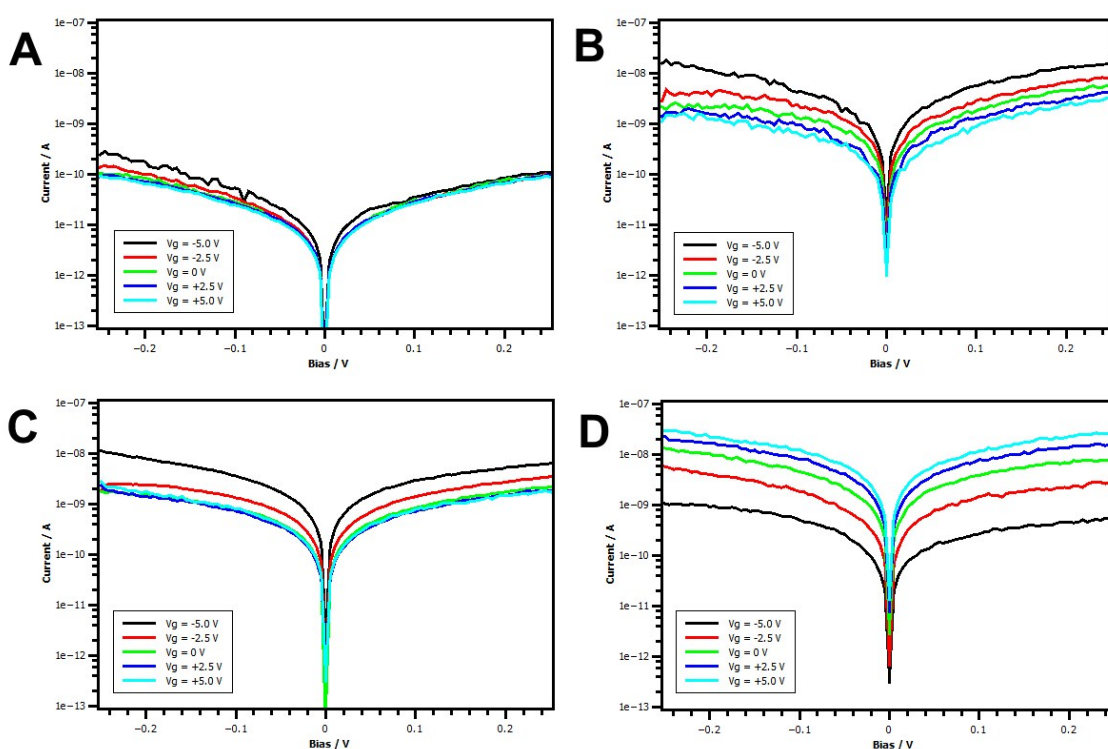 A
1e−07
1e−08
1e−09
1e−10
1e−11
1e−12
1e−13
Current / A
Vg = -5.0 V
Vg = -2.5 V
Vg = 0 V
Vg = +2.5 V
Vg = +5.0 V
−0.2 −0.1 0 0.1 0.2
Bias / V
B
1e−07
1e−08
1e−09
1e−10
1e−11
1e−12
1e−13
Current / A
Vg = -5.0 V
Vg = -2.5 V
Vg = 0 V
Vg = +2.5 V
Vg = +5.0 V
−0.2 −0.1 0 0.1 0.2
Bias / V
C
1e−07
1e−08
1e−09
1e−10
1e−11
1e−12
1e−13
Current / A
Vg = -5.0 V
Vg = -2.5 V
Vg = 0 V
Vg = +2.5 V
Vg = +5.0 V
−0.2 −0.1 0 0.1 0.2
Bias / V
D
1e−07
1e−08
1e−09
1e−10
1e−11
1e−12
1e−13
Current / A
Vg = -5.0 V
Vg = -2.5 V
Vg = 0 V
Vg = +2.5 V
Vg = +5.0 V
−0.2 −0.1 0 0.1 0.2
Bias / V